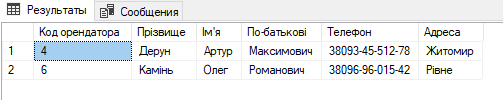 Результаты Сообщения
Код орендатора Прізвище Ім'я По-батькові Телефон Адреса
1 4 Дерун Артур Максимович 38093-45-512-78 Житомир
2 6 Камінь Олег Романович 38096-96-015-42 Рівне